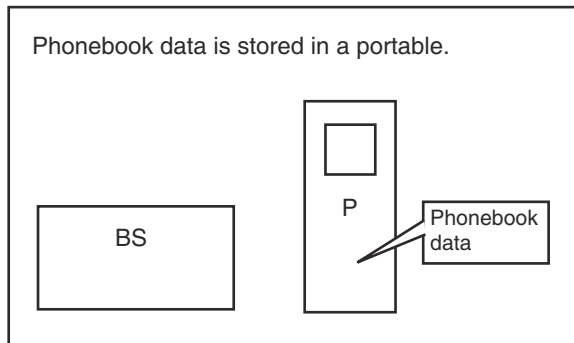 Phonebook data is stored in a portable.
BS
P
Phonebook
data